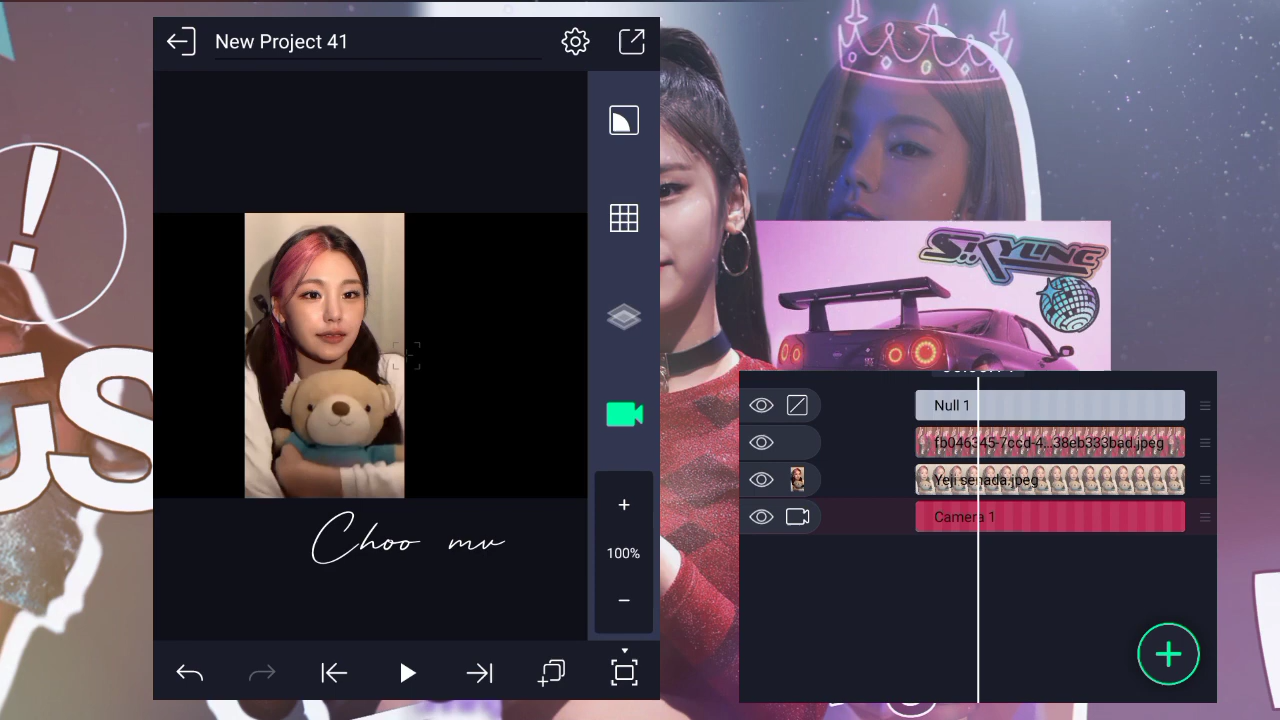 New Project 41
!
GS
SKYLINE
100%
Choo mv
Null 1
fb046345-7ccd-4...38eb333bad.jpeg
Yeji senada.jpeg
Camera 1